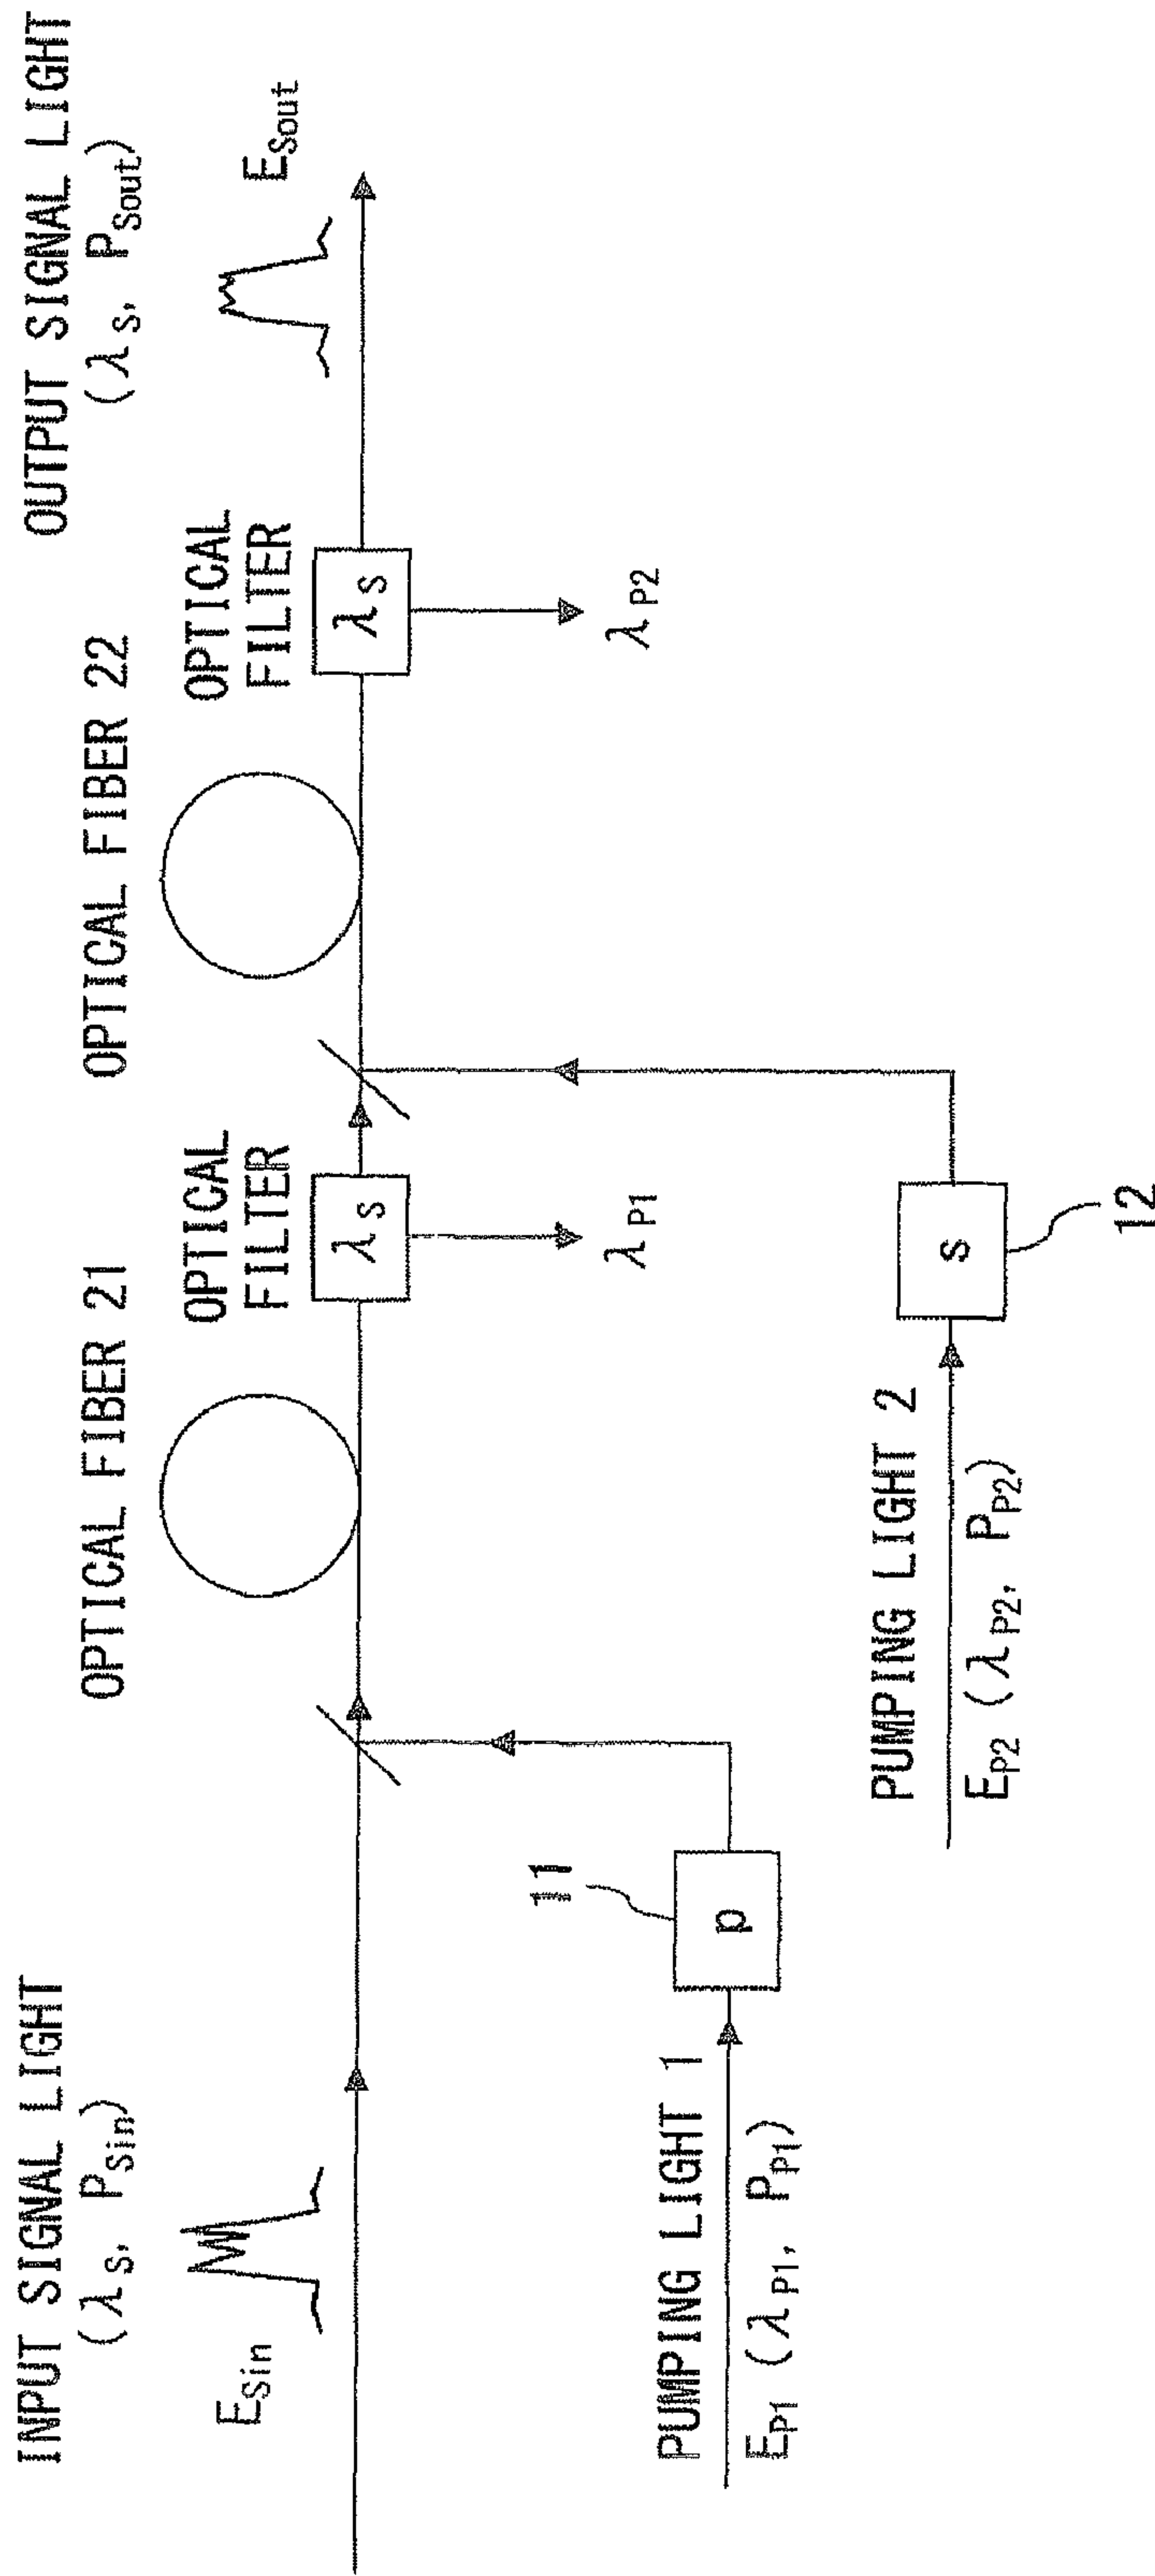 INPUT SIGNAL LIGHT
(λS, PSin)
ESin
OPTICAL FIBER 21
OPTICAL
FILTER
λS
λP1
OPTICAL FIBER 22
OPTICAL
FILTER
λS
λP2
OUTPUT SIGNAL LIGHT
(λS, PSout)
ESout
PUMPING LIGHT 1
EP1 (λP1, PP1)
11
p
PUMPING LIGHT 2
EP2 (λP2, PP2)
s
12